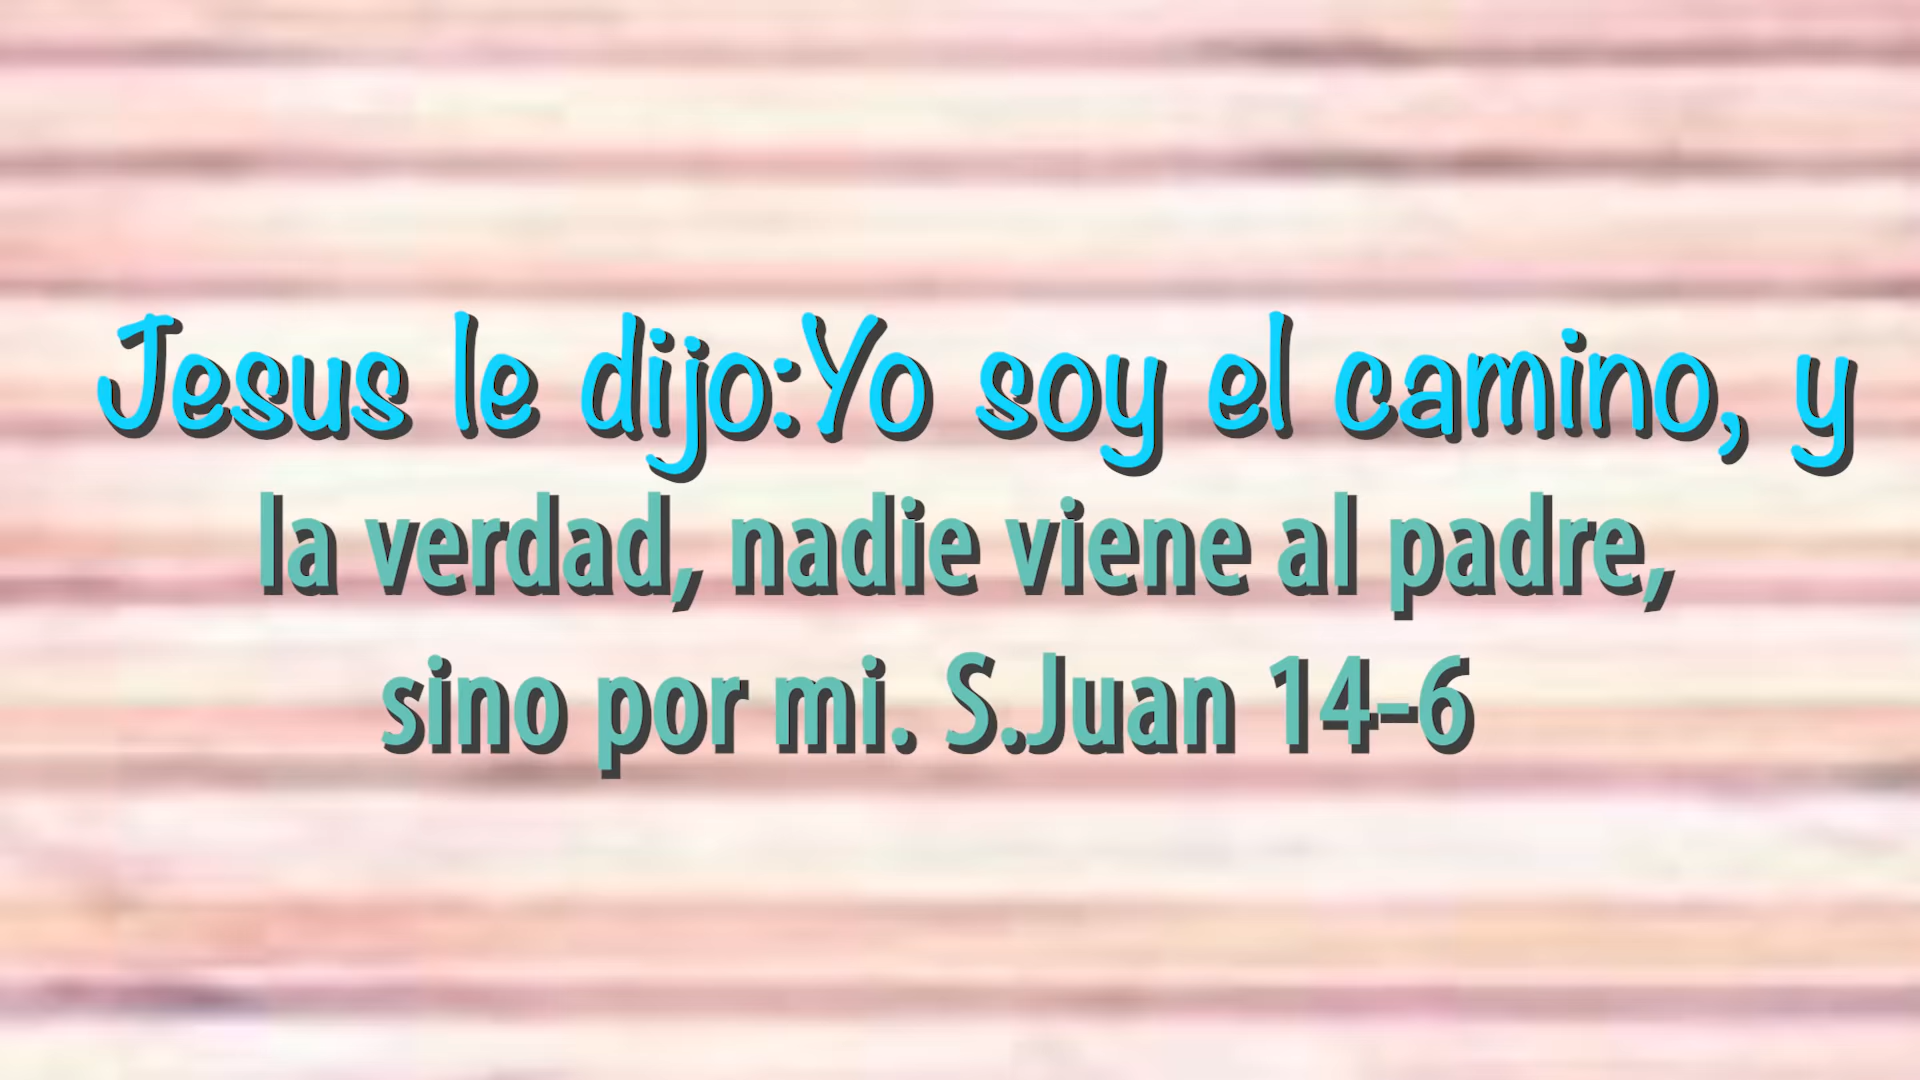 Jesus le dijo:Yo soy el camino, y
la verdad, nadie viene al padre,
sino por mi. S.Juan 14-6